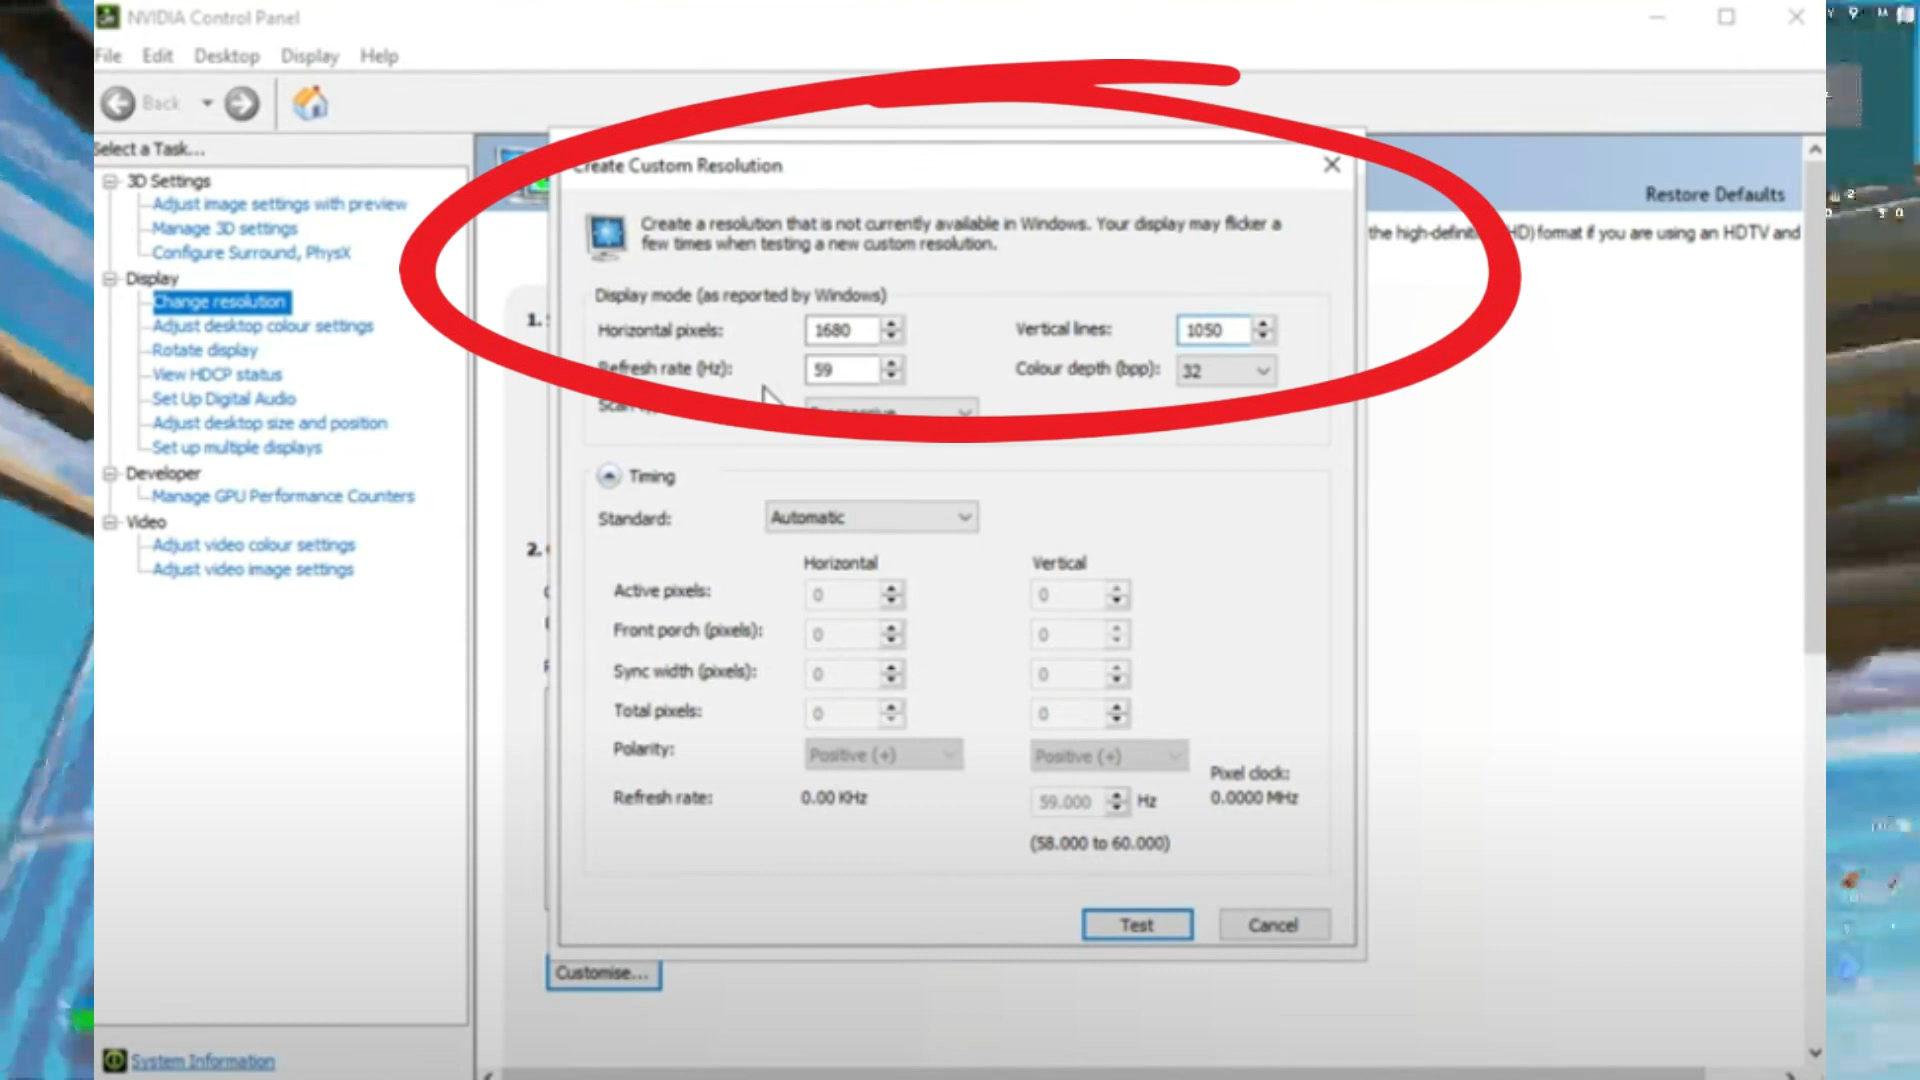 NVIDIA Control Panel
File Edit Desktop Display Help
Back
Select a Task...
3D Settings
Adjust image settings with preview
Manage 3D settings
Configure Surround, PhysX
Display
Change resolution
Adjust desktop colour settings
Rotate display
View HDCP status
Set Up Digital Audio
Adjust desktop size and position
Set up multiple displays
Developer
Manage GPU Performance Counters
Video
Adjust video colour settings
Adjust video image settings
System Information
Restore Defaults
the high-definit HD) format if you are using an HDTV and
1.
2.
Customise...
Create Custom Resolution
Create a resolution that is not currently available in Windows. Your display may flicker a
few times when testing a new custom resolution.
Display mode (as reported by Windows)
Horizontal pixels: 1680 Vertical lines: 1050
Refresh rate (Hz): 59 Colour depth (bpp): 32
Progressive
Timing
Standard: Automatic
Horizontal Vertical
Active pixels: 0 0
Front porch (pixels): 0 0
Sync width (pixels): 0 0
Total pixels: 0 0
Polarity: Positive (+) Positive (+)
Pixel clock:
Refresh rate: 0.00 KHz 59.000 Hz 0.0000 MHz
(58.000 to 60.000)
Test Cancel